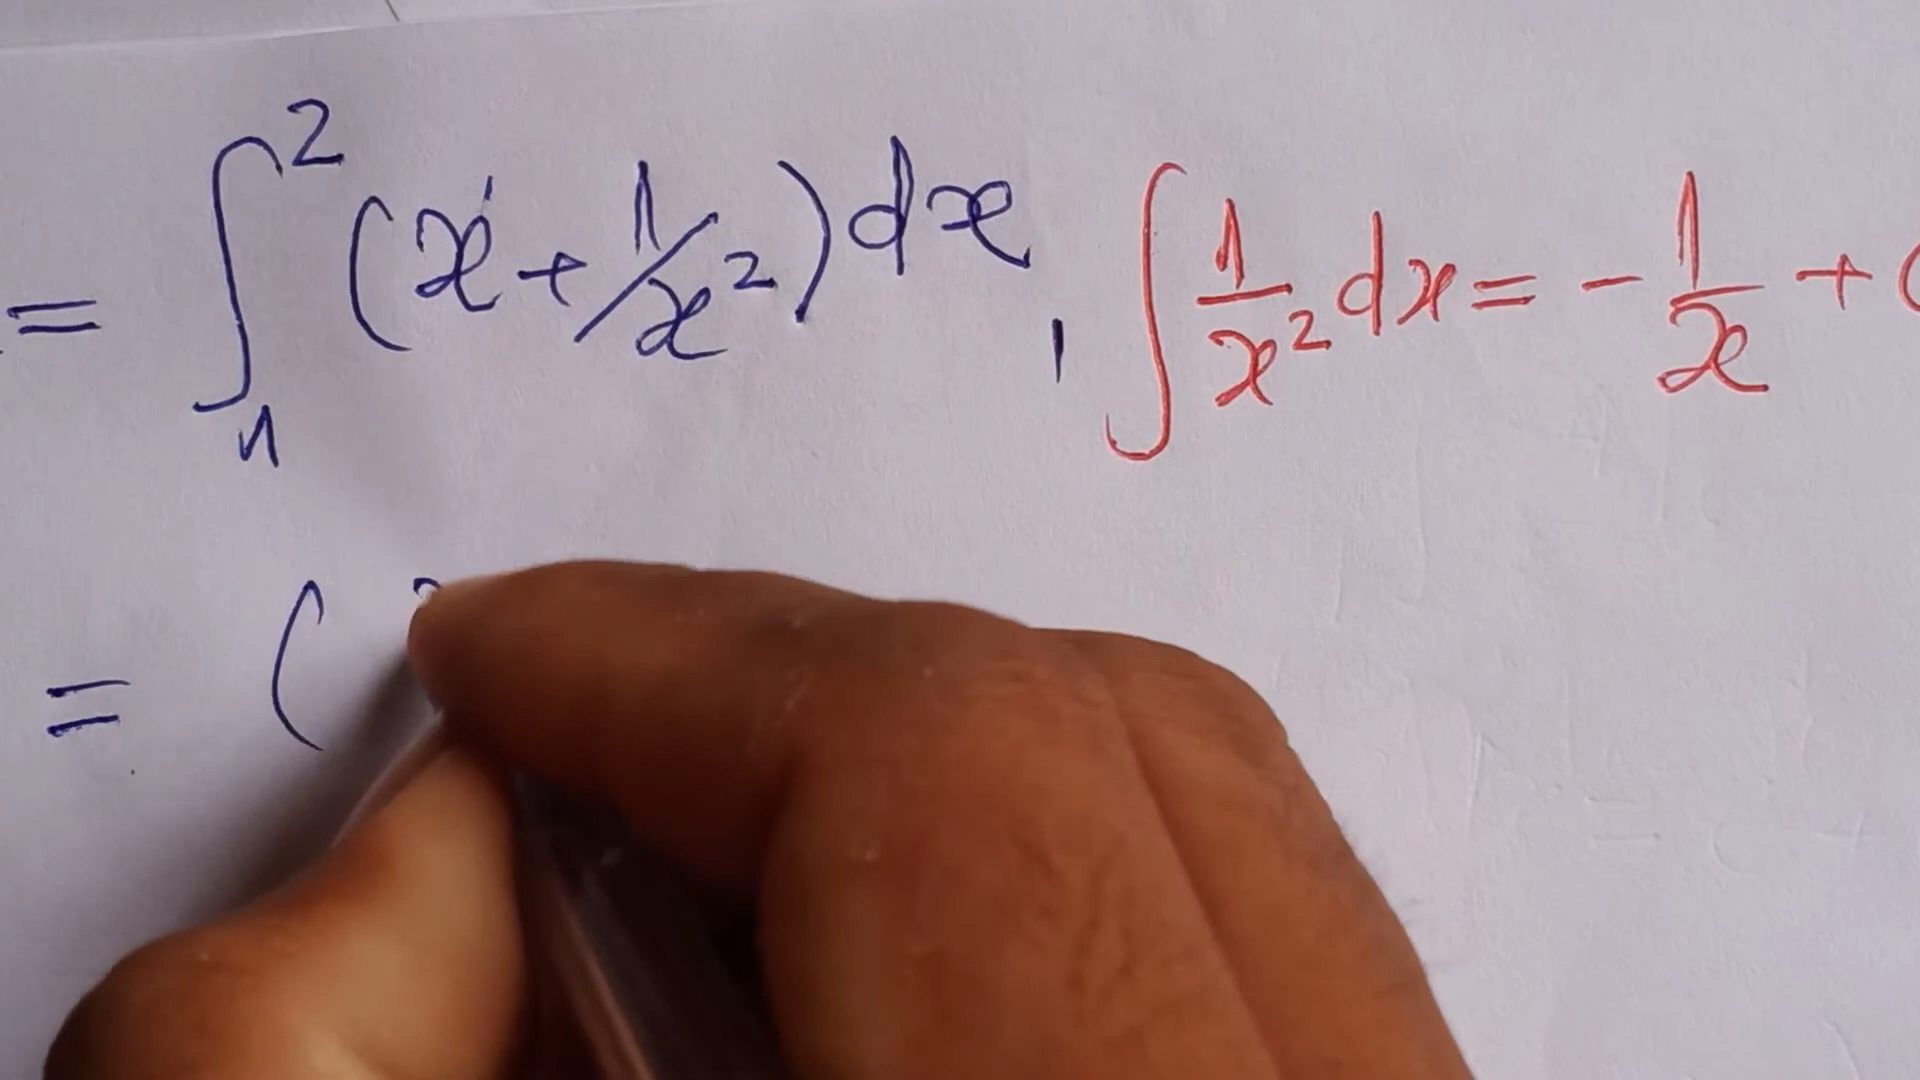 = ∫₁² (x + 1/x²) dx , ∫ 1/x² dx = - 1/x +
= (